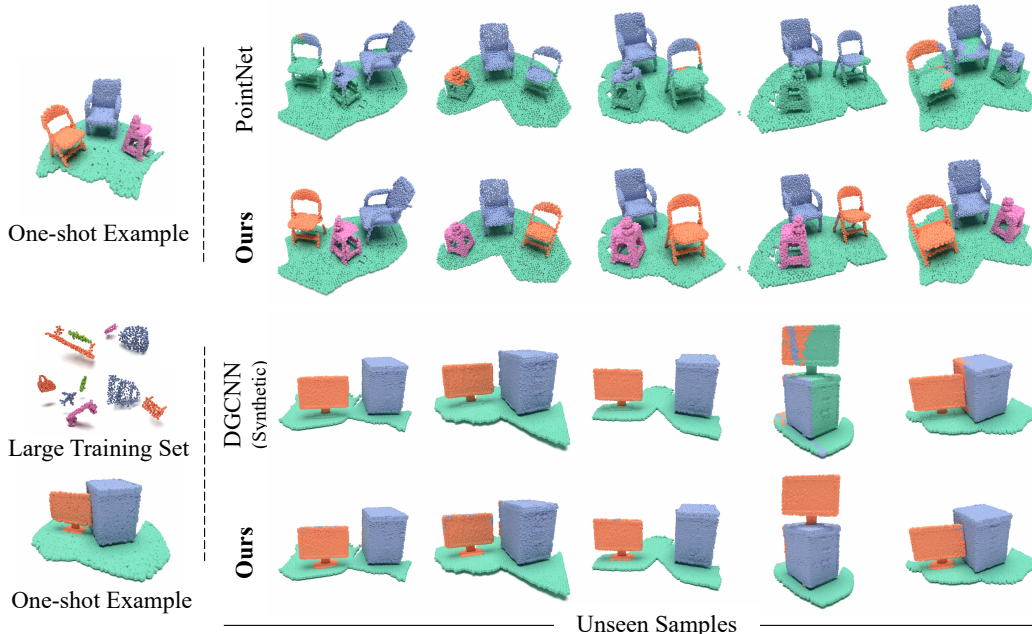 One-shot Example
PointNet
Ours
Large Training Set
One-shot Example
DGCNN
(Synthetic)
Ours
Unseen Samples